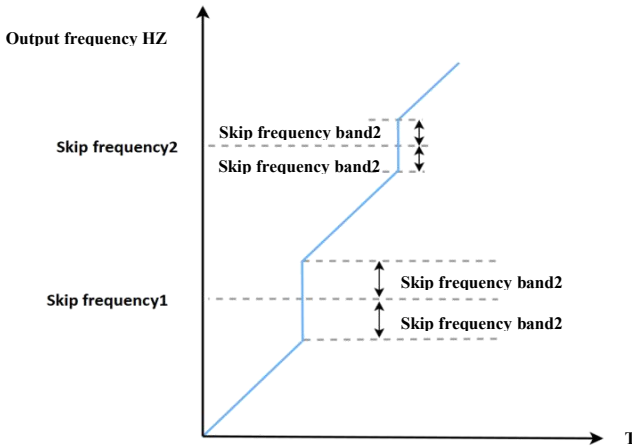 Output frequency HZ
Skip frequency band2
Skip frequency2
Skip frequency band2
Skip frequency band2
Skip frequency1
Skip frequency band2
T